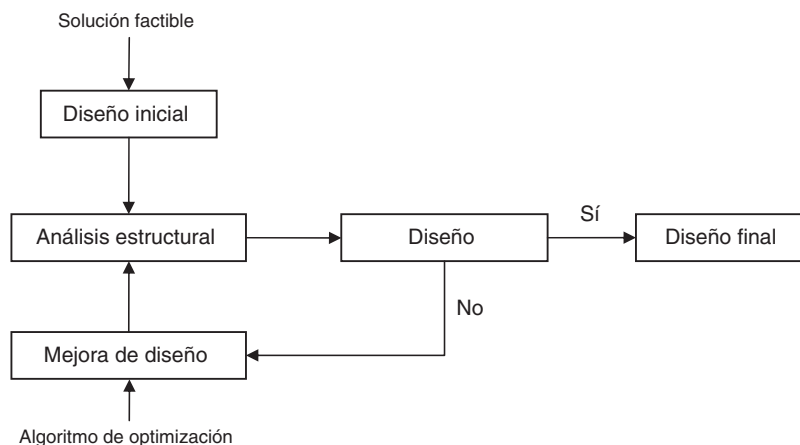 Solución factible
Diseño inicial
Análisis estructural
Diseño
Sí
Diseño final
No
Mejora de diseño
Algoritmo de optimización